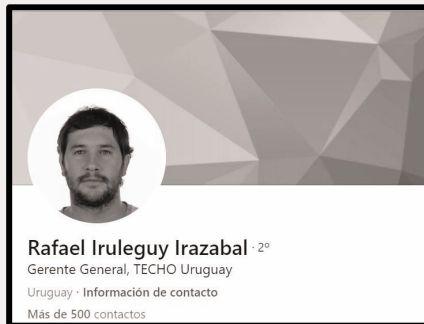 Rafael Iruleguy Irazabal · 2º
Gerente General, TECHO Uruguay
Uruguay · Información de contacto
Más de 500 contactos